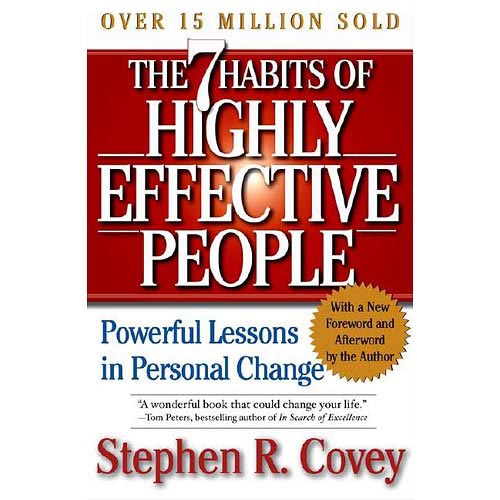 OVER 15 MILLION SOLD
THE 7 HABITS OF
HIGHLY
EFFECTIVE
PEOPLE
With a New
Foreword and
Afterword
by the Author
Powerful Lessons
in Personal Change
"A wonderful book that could change your life."
—Tom Peters, bestselling author of In Search of Excellence
Stephen R. Covey